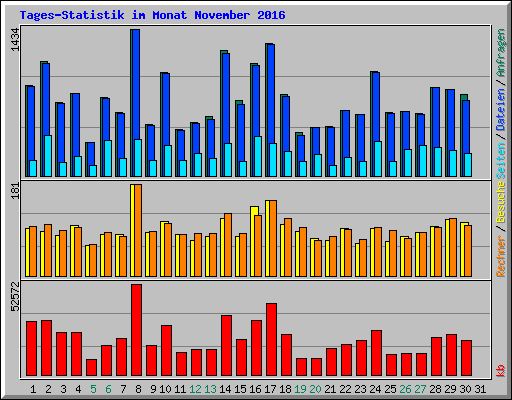 Tages-Statistik im Monat November 2016
1434
Seiten / Dateien / Anfragen
181
Rechner / Besuche
52572
kb
1 2 3 4 5 6 7 8 9 10 11 12 13 14 15 16 17 18 19 20 21 22 23 24 25 26 27 28 29 30 31